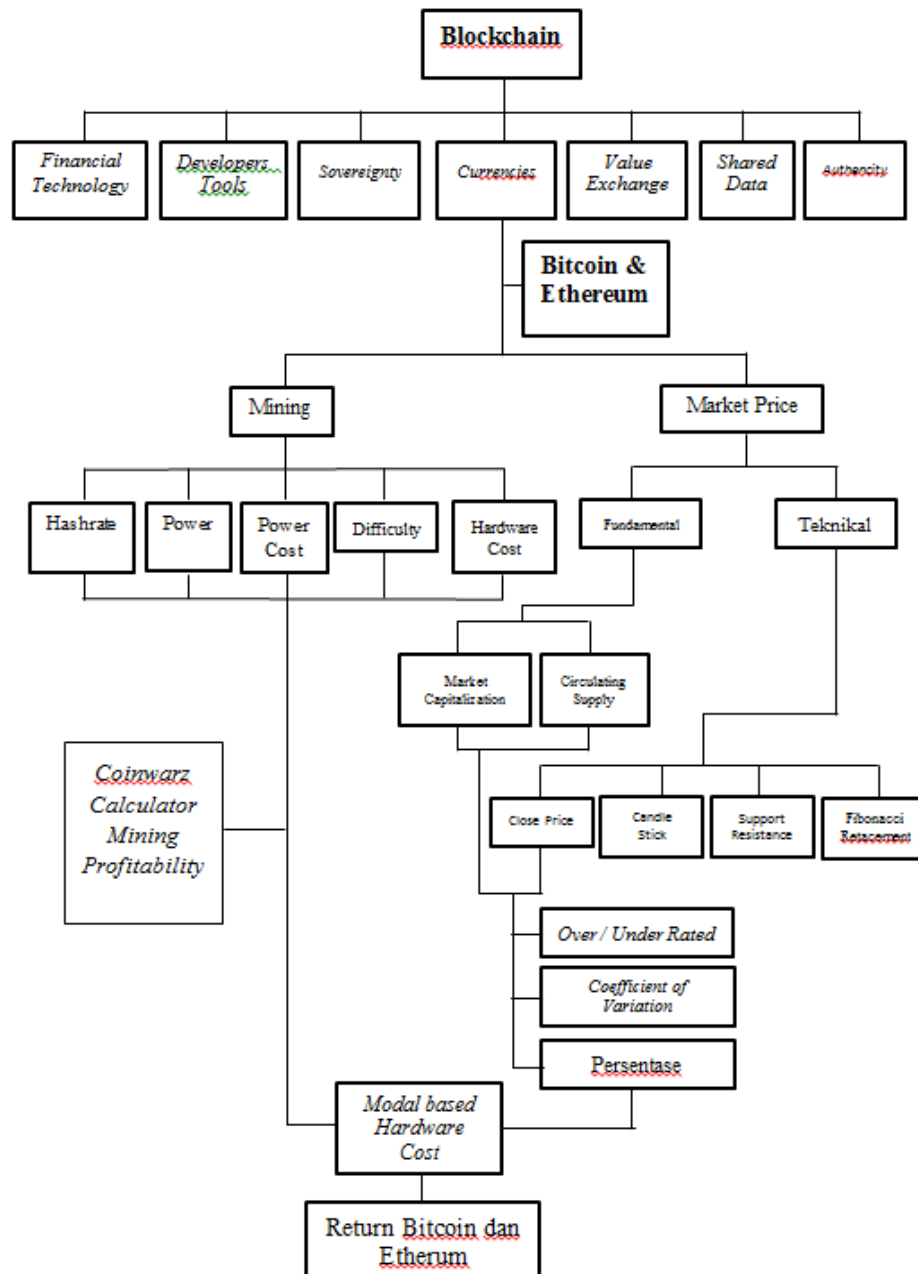 Blockchain
Financial
Technology
Developers
Tools
Sovereignty
Currencies
Value
Exchange
Shared
Data
Authencity
Bitcoin &
Ethereum
Mining
Market Price
Hashrate
Power
Power
Cost
Difficulty
Hardware
Cost
Fundamental
Teknikal
Market
Capitalization
Circulating
Supply
Coinwarz
Calculator
Mining
Profitability
Close Price
Candle
Stick
Support
Resistance
Fibonacci
Retacement
Over / Under Rated
Coefficient of
Variation
Persentase
Modal based
Hardware
Cost
Return Bitcoin dan
Etherum